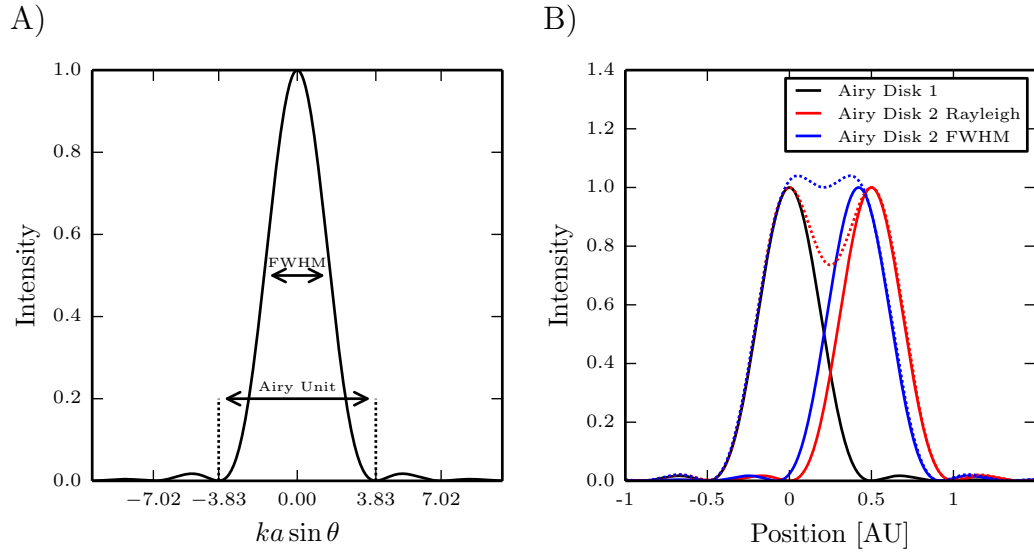 A)
1.0
0.8
0.6
0.4
0.2
0.0
Intensity
FWHM
Airy Unit
−7.02 −3.83 0.00 3.83 7.02
ka sin θ
B)
1.4
1.2
1.0
0.8
0.6
0.4
0.2
0.0
Intensity
Airy Disk 1
Airy Disk 2 Rayleigh
Airy Disk 2 FWHM
-1 -0.5 0 0.5 1
Position [AU]